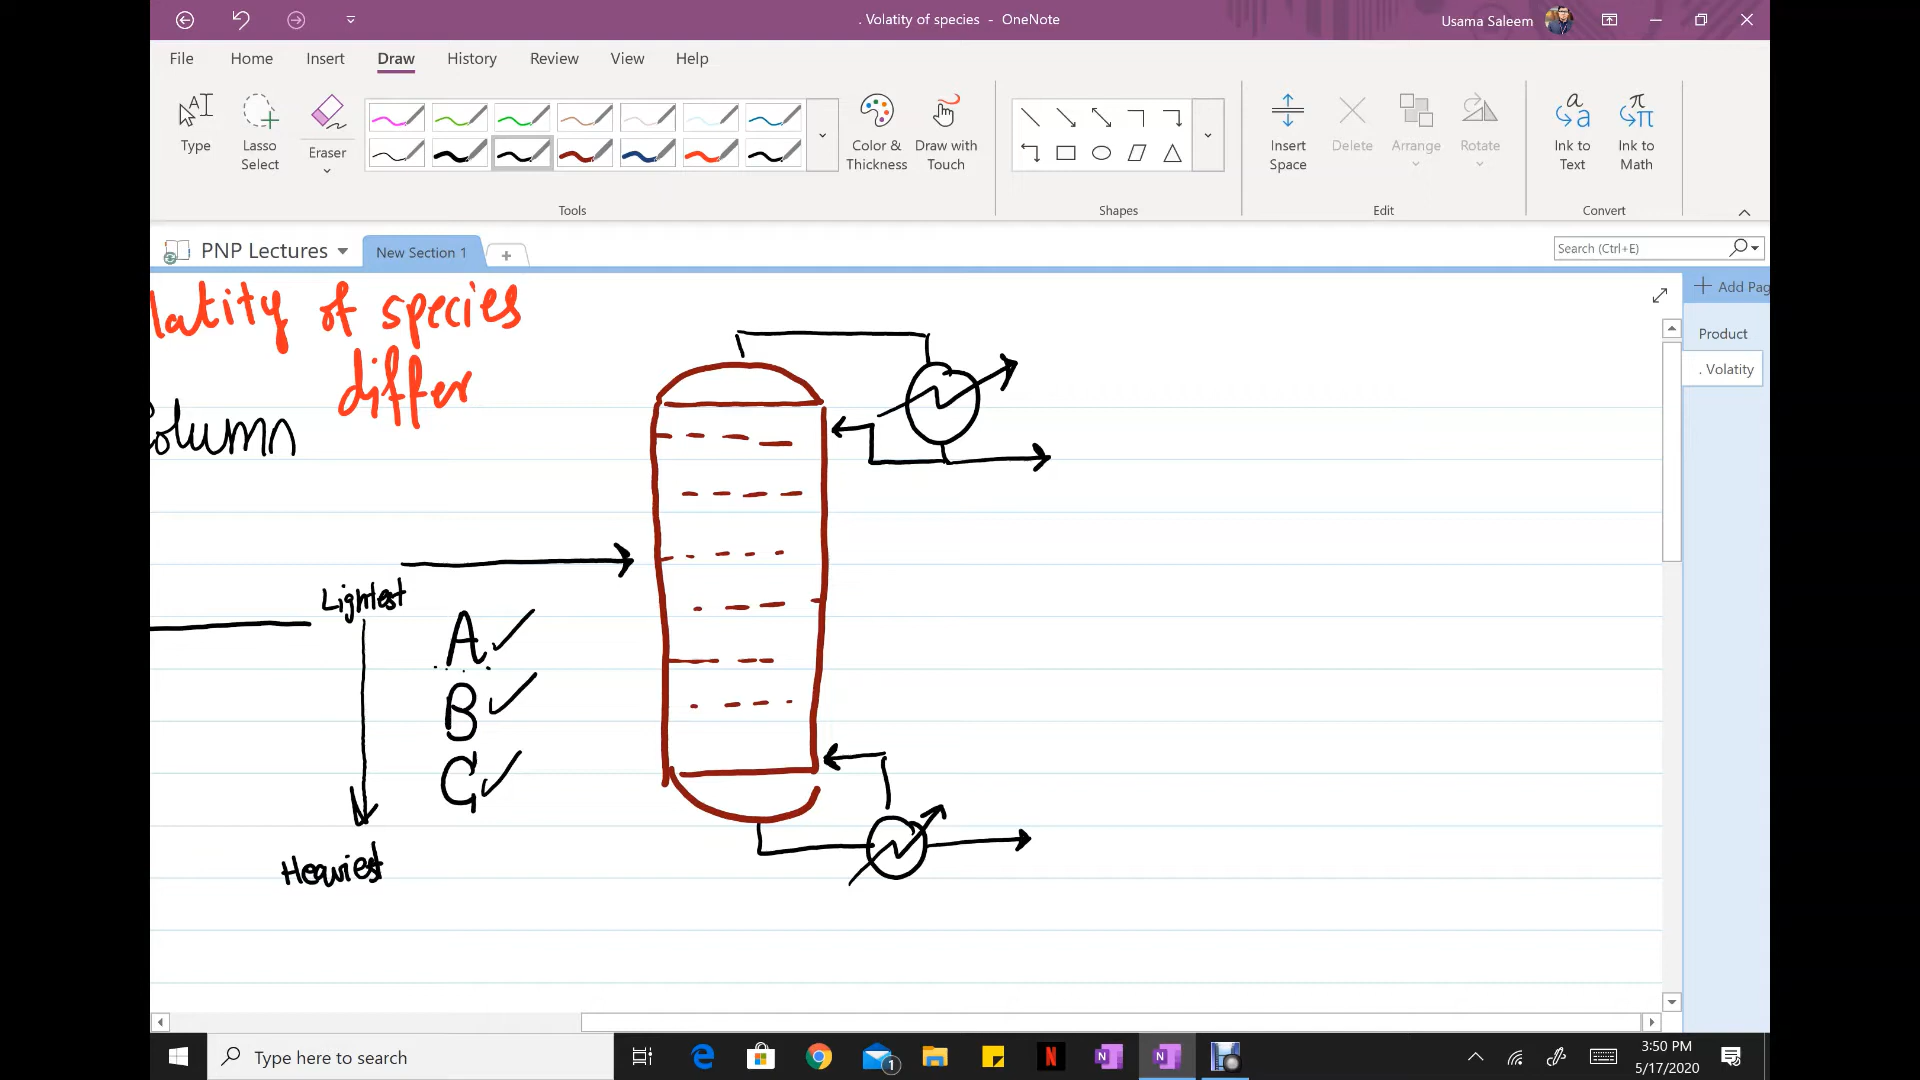 . Volatity of species - OneNote
Usama Saleem
File Home Insert Draw History Review View Help
Type
Lasso Select
Eraser
Color & Thickness
Draw with Touch
Insert Space
Delete
Arrange
Rotate
Ink to Text
Ink to Math
Tools
Shapes
Edit
Convert
PNP Lectures
New Section 1
Search (Ctrl+E)
Add Pag
Product
. Volatity
latity of species
differ
Column
Lightest
A
B
C
Heaviest
Type here to search
1
3:50 PM
5/17/2020